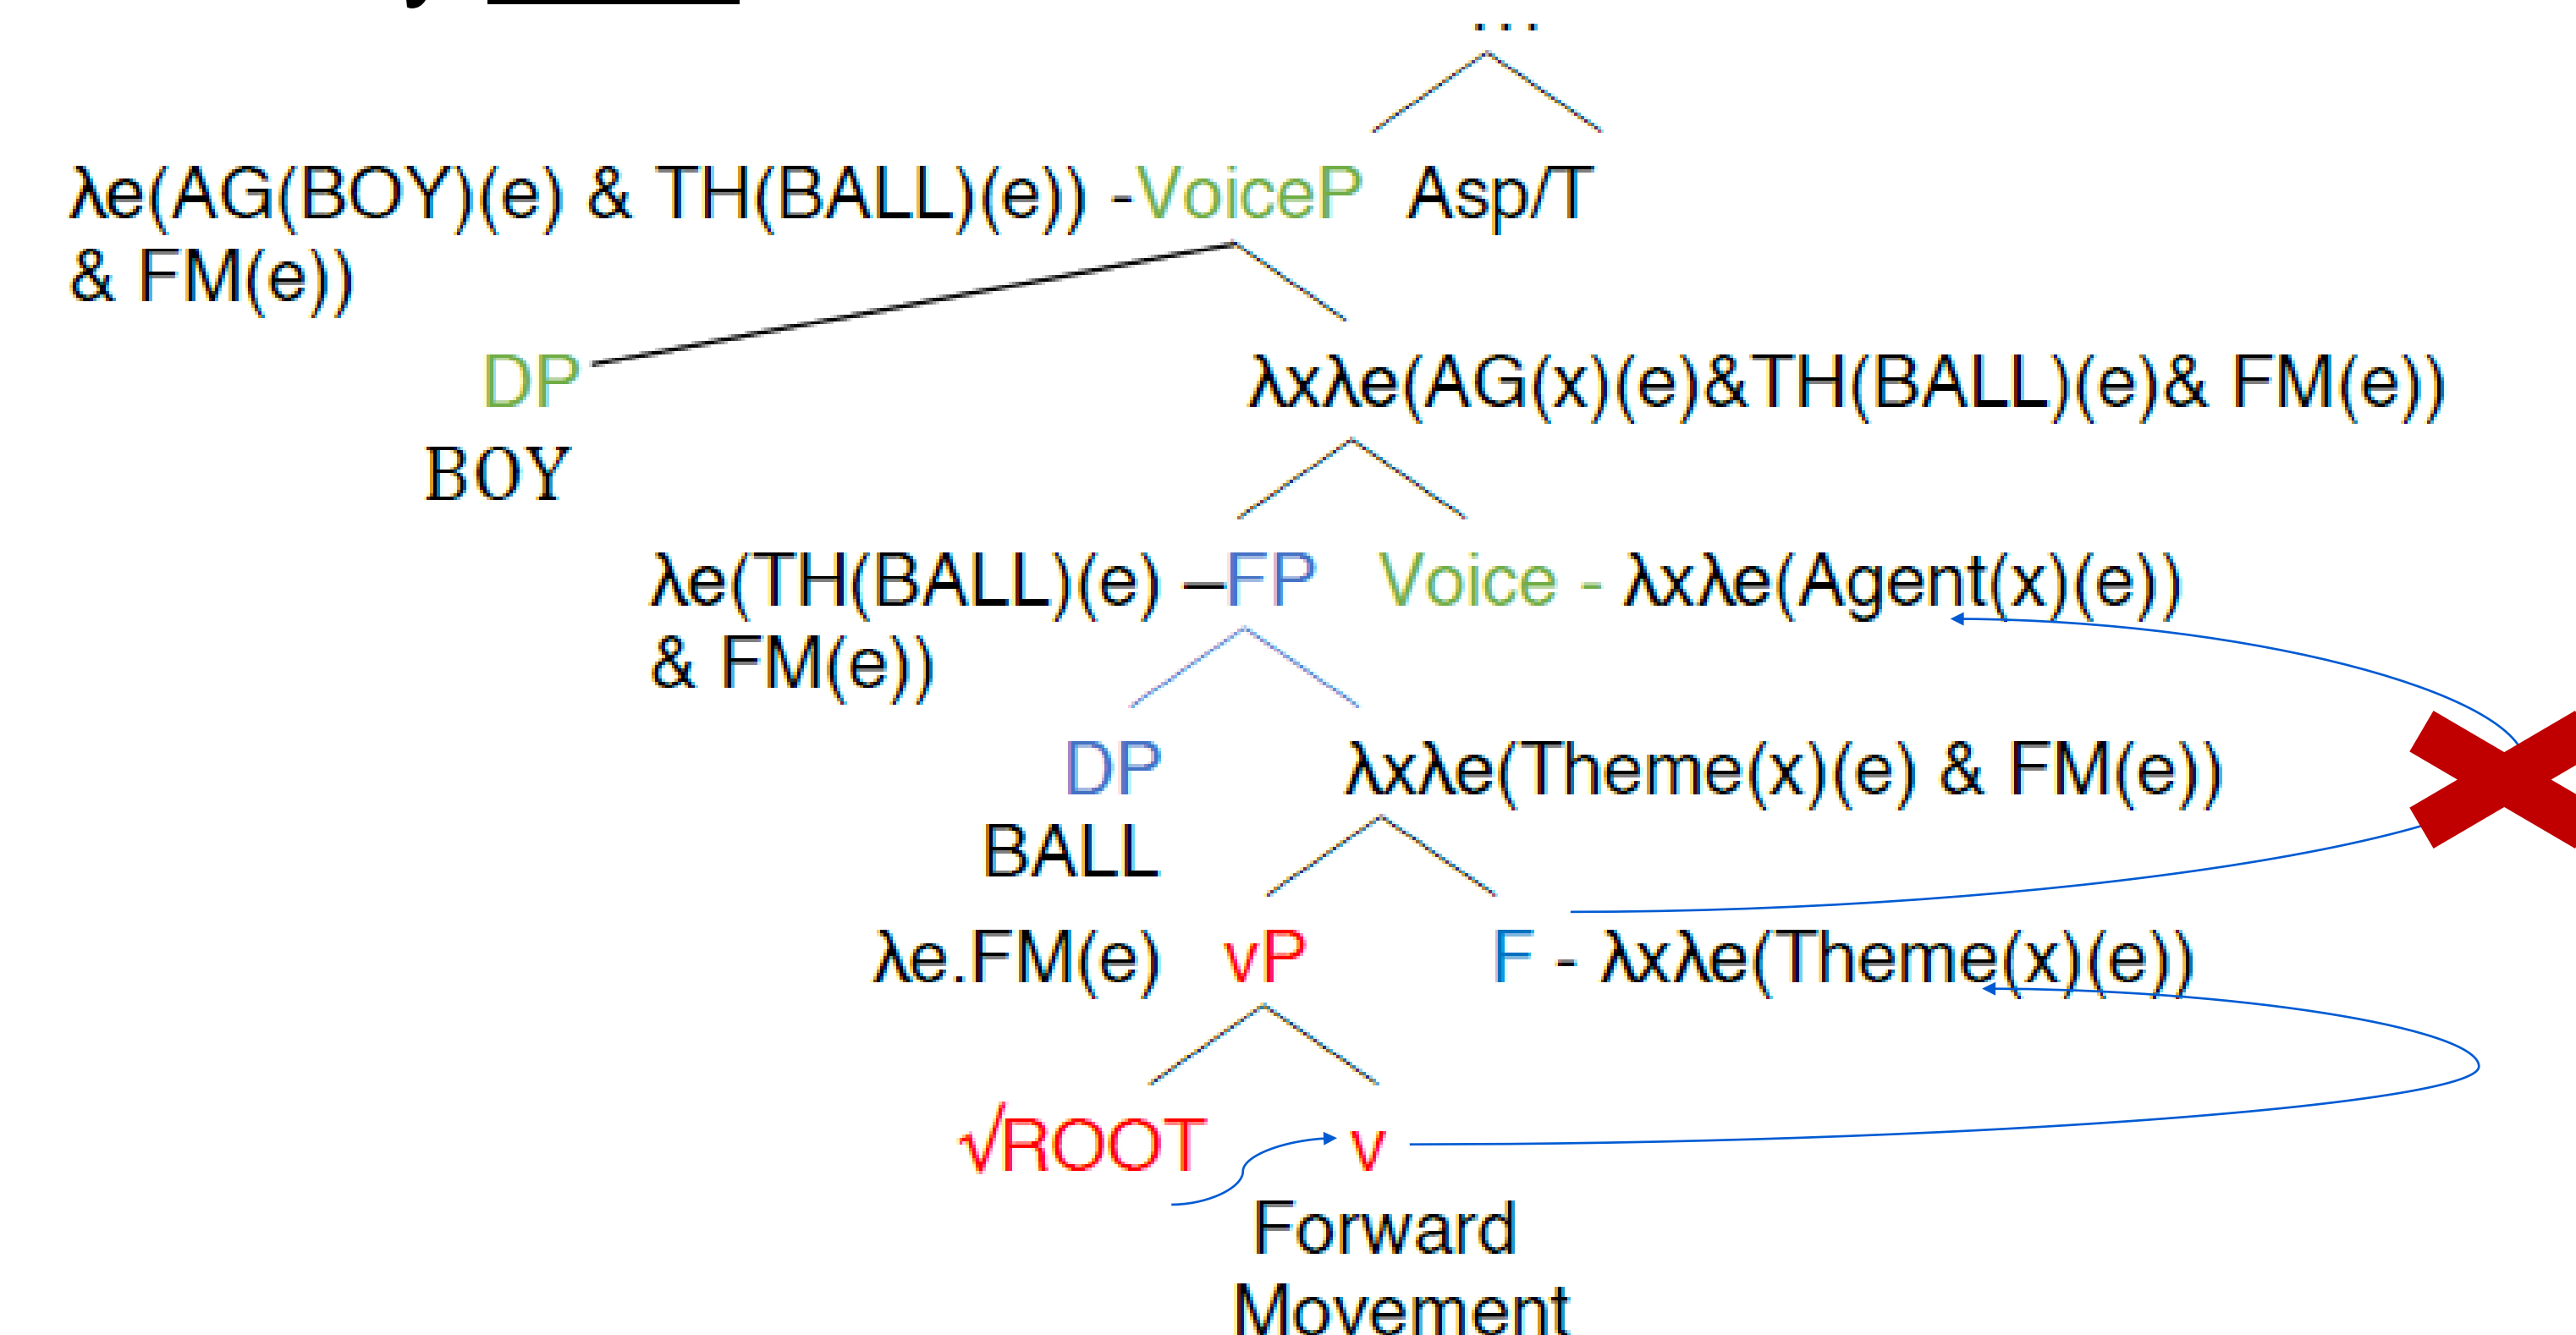 ...
λe(AG(BOY)(e) & TH(BALL)(e)) -VoiceP Asp/T
& FM(e))
DP λxλe(AG(x)(e)&TH(BALL)(e)& FM(e))
BOY
λe(TH(BALL)(e) –FP Voice - λxλe(Agent(x)(e))
& FM(e))
DP λxλe(Theme(x)(e) & FM(e))
BALL
λe.FM(e) vP F - λxλe(Theme(x)(e))
√ROOT v
Forward
Movement